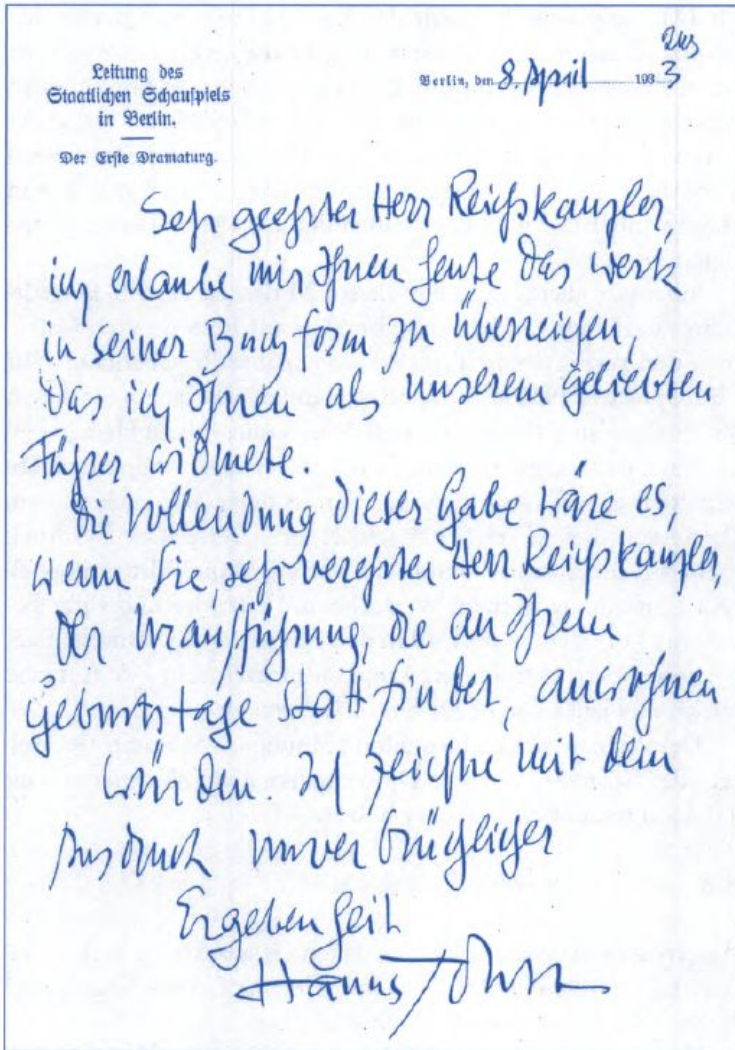 Leitung des
Staatlichen Schauspiels
in Berlin.
Der Erste Dramaturg.
Berlin, den 8. April 1933
Sehr geehrter Herr Reichskanzler,
ich erlaube mir Ihnen heute das Werk
in seiner Buchform zu überreichen,
das ich Ihnen als unserem geliebten
Führer widmete.
Die Vollendung dieser Gabe wäre es,
wenn Sie, sehr verehrter Herr Reichskanzler,
der Uraufführung, die an Ihrem
Geburtstage stattfindet anwohnen
würden. Ich zeichne mit dem
Ausdruck unverbrüchlicher
Ergebenheit
Hanns Johst